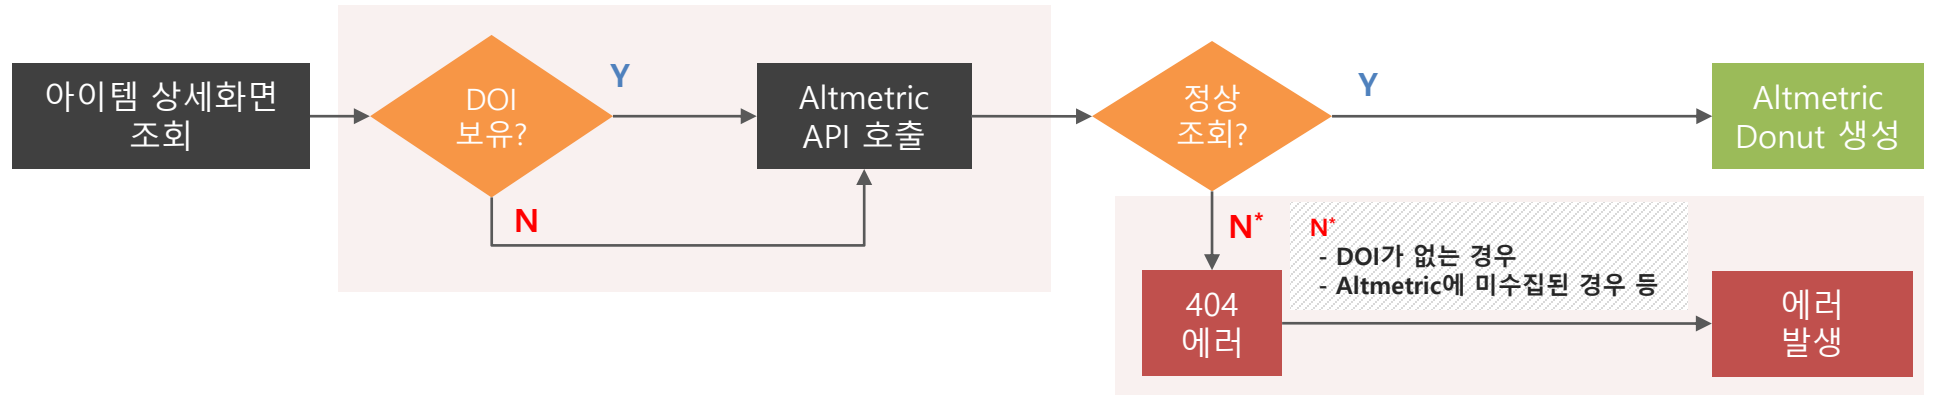 아이템 상세화면
조회
DOI
보유?
Y
N
Altmetric
API 호출
정상
조회?
Y
Altmetric
Donut 생성
N*
N*
- DOI가 없는 경우
- Altmetric에 미수집된 경우 등
404
에러
에러
발생